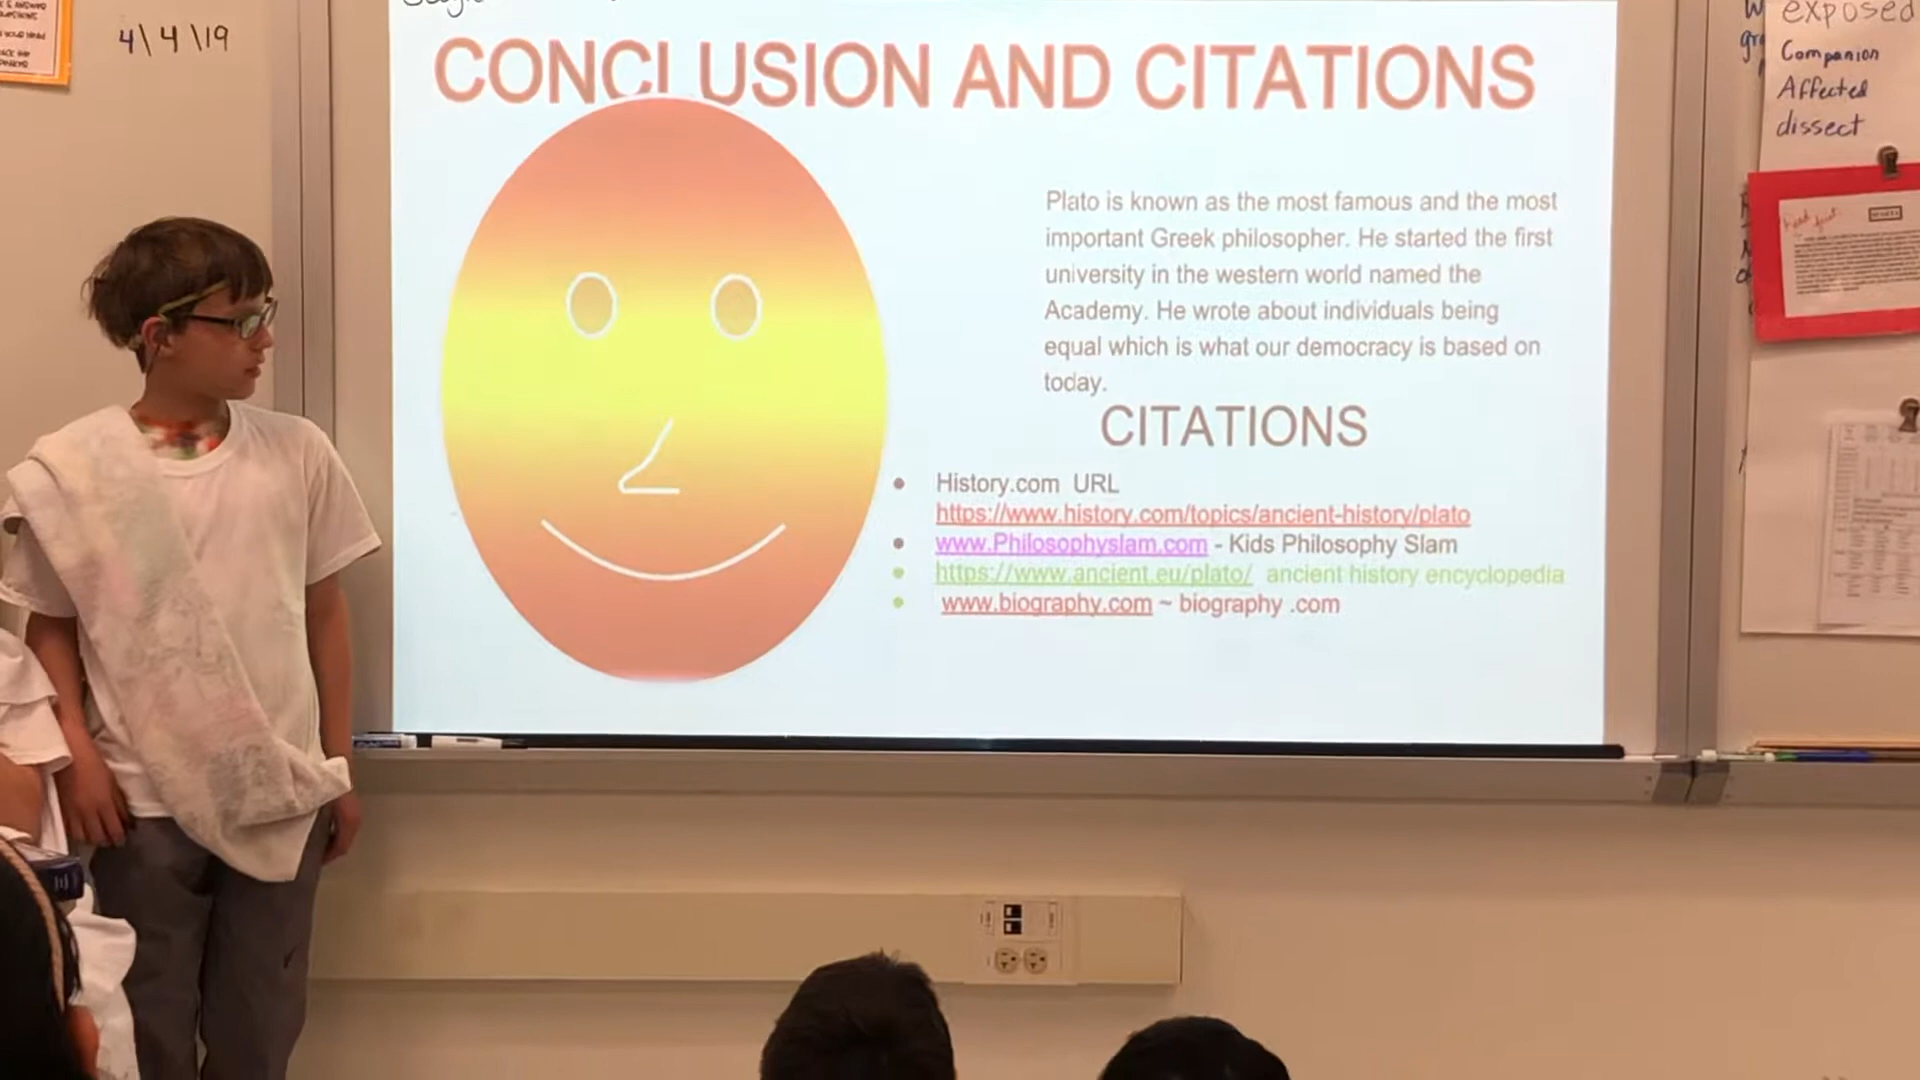 4\4\19
CONCLUSION AND CITATIONS
Plato is known as the most famous and the most
important Greek philosopher. He started the first
university in the western world named the
Academy. He wrote about individuals being
equal which is what our democracy is based on
today.
CITATIONS
History.com URL
https://www.history.com/topics/ancient-history/plato
www.Philosophyslam.com - Kids Philosophy Slam
https://www.ancient.eu/plato/ ancient history encyclopedia
www.biography.com ~ biography .com
exposed
Companion
Affected
dissect